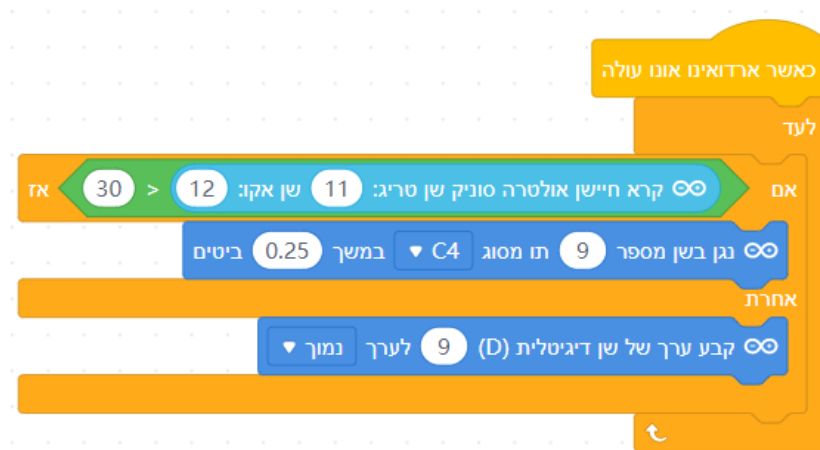 כאשר ארדואינו אונו עולה
לעד
אם קרא חיישן אולטרה סוניק שן טריג: 11 שן אקו: 12 < 30 אז
נגן בשן מספר 9 תו מסוג C4 ▼ במשך 0.25 ביטים
אחרת
קבע ערך של שן דיגיטלית (D) 9 לערך נמוך ▼